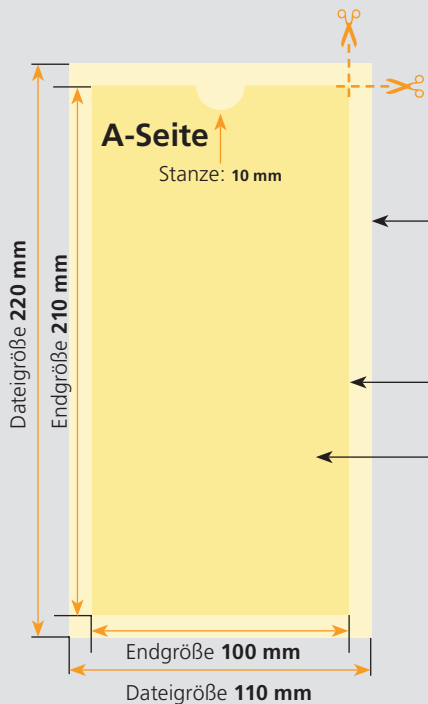 A-Seite
Stanze: 10 mm
Dateigröße 220 mm
Endgröße 210 mm
Endgröße 100 mm
Dateigröße 110 mm